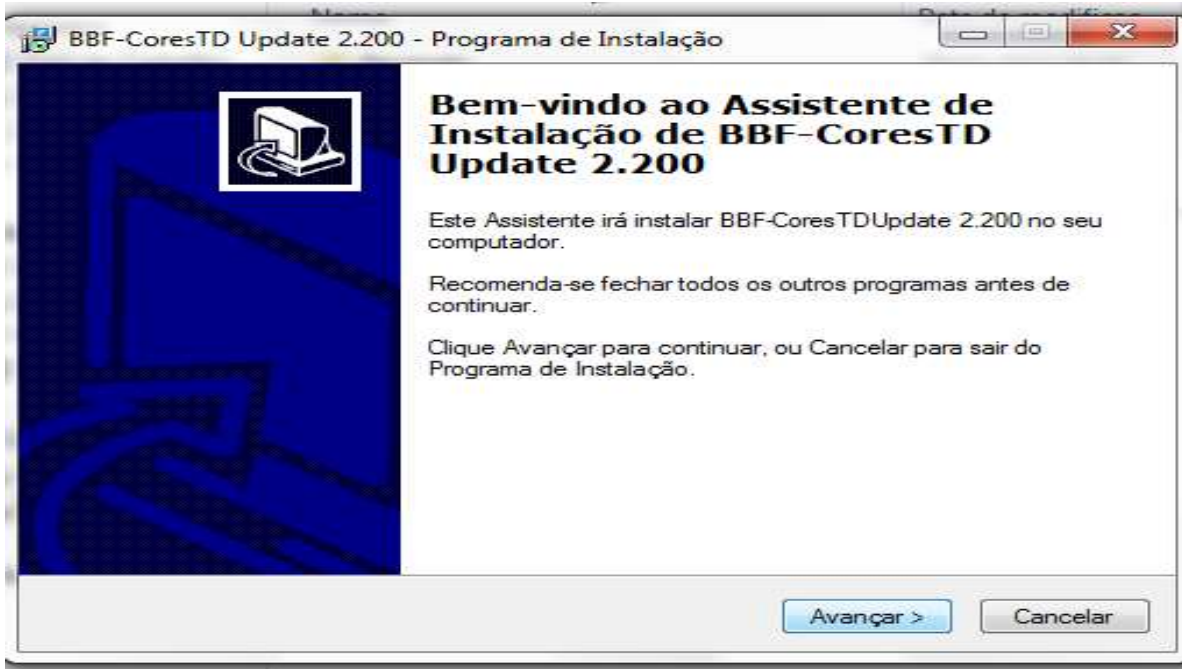 BBF-CoresTD Update 2.200 - Programa de Instalação
Bem-vindo ao Assistente de
Instalação de BBF-CoresTD
Update 2.200
Este Assistente irá instalar BBF-CoresTDUpdate 2.200 no seu
computador.
Recomenda-se fechar todos os outros programas antes de
continuar.
Clique Avançar para continuar, ou Cancelar para sair do
Programa de Instalação.
Avançar >
Cancelar